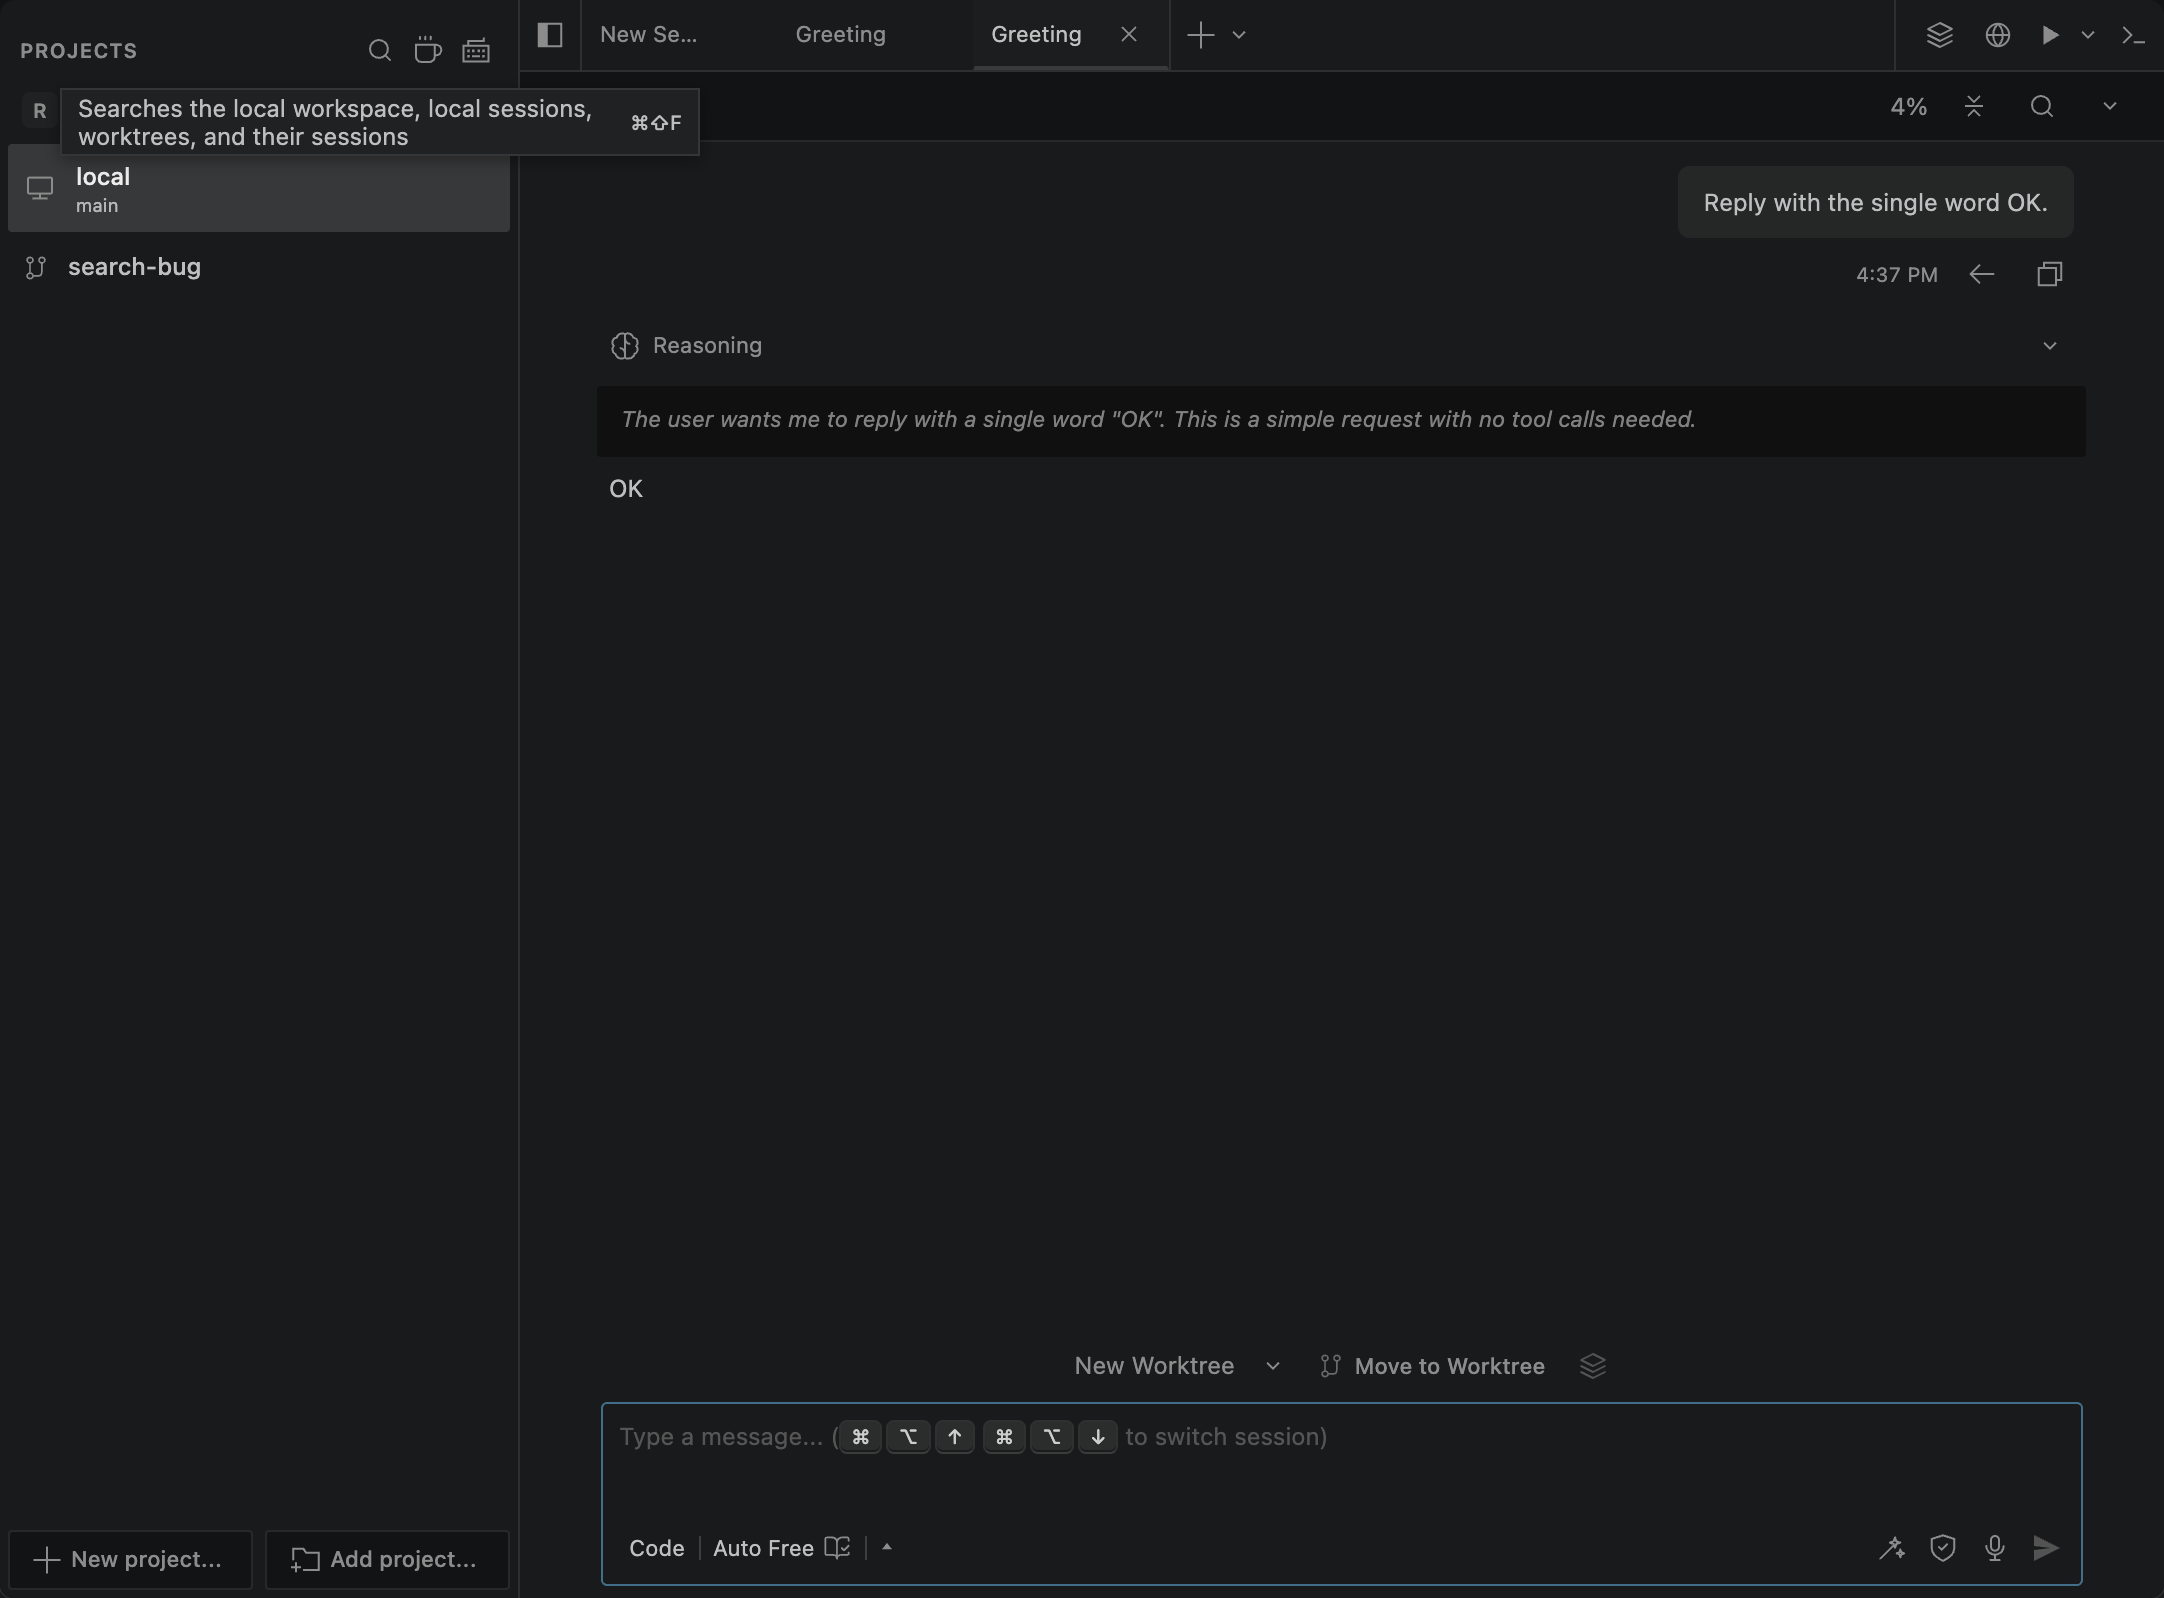 PROJECTS
New Se...
Greeting
Greeting
R
Searches the local workspace, local sessions,
worktrees, and their sessions
⌘⇧F
4%
local
main
search-bug
Reply with the single word OK.
4:37 PM
Reasoning
The user wants me to reply with a single word "OK". This is a simple request with no tool calls needed.
OK
New Worktree
Move to Worktree
Type a message... (⌘ ⌥ ↑ ⌘ ⌥ ↓ to switch session)
Code
Auto Free
New project...
Add project...